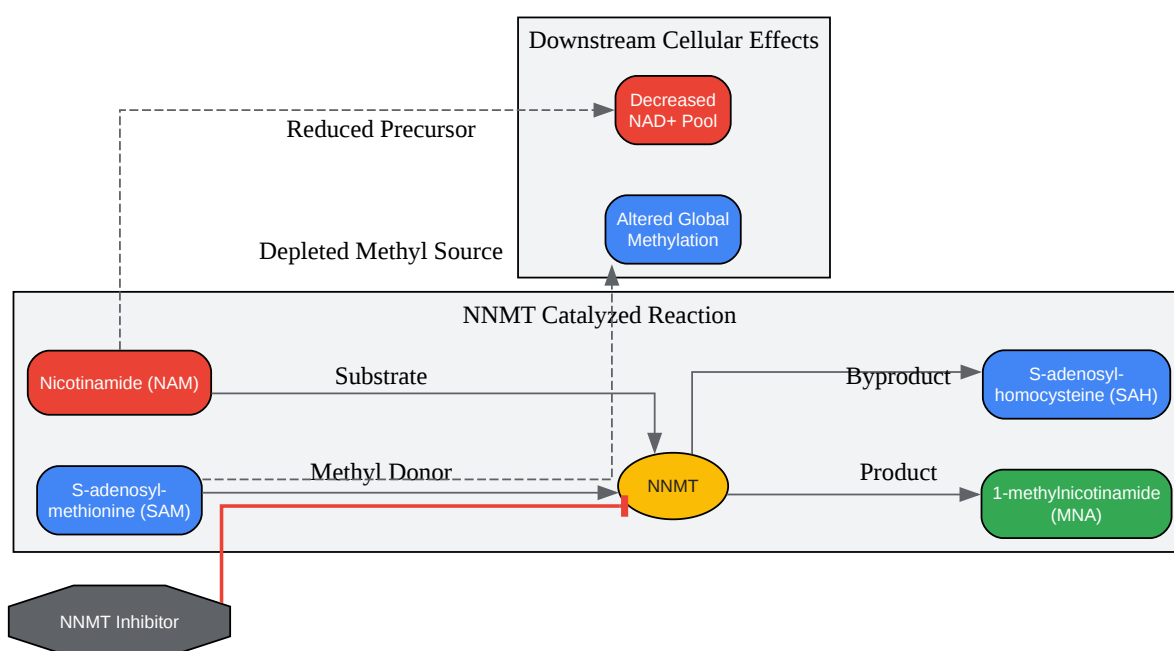 Downstream Cellular Effects
Decreased
NAD+ Pool
Reduced Precursor
Altered Global
Methylation
Depleted Methyl Source
NNMT Catalyzed Reaction
Nicotinamide (NAM)
Substrate
Byproduct
S-adenosyl-
homocysteine (SAH)
S-adenosyl-
methionine (SAM)
Methyl Donor
NNMT
Product
1-methylnicotinamide
(MNA)
NNMT Inhibitor